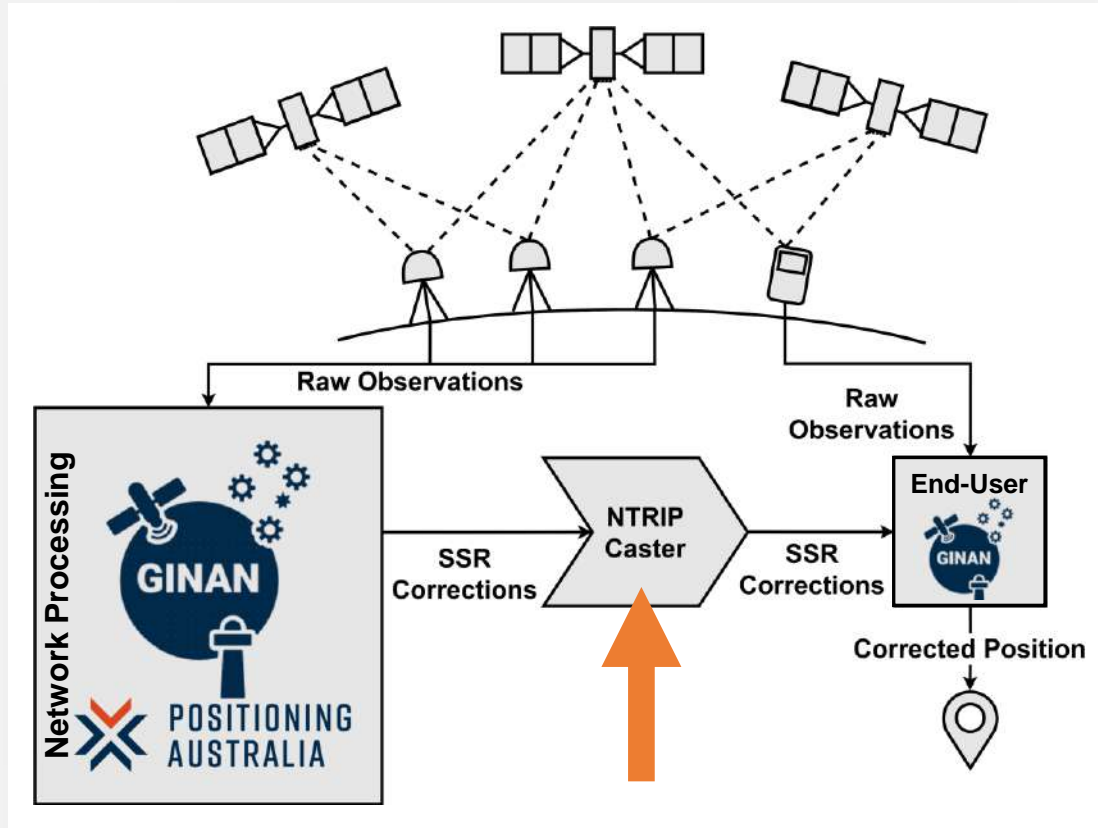 Raw Observations
Raw
Observations
Network Processing
GINAN
POSITIONING
AUSTRALIA
SSR
Corrections
NTRIP
Caster
SSR
Corrections
End-User
GINAN
Corrected Position